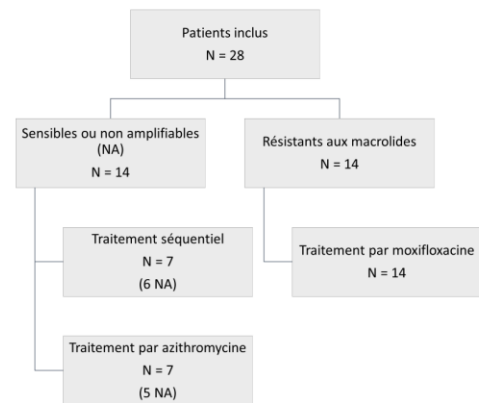 Patients inclus
N = 28
Sensibles ou non amplifiables
(NA)
N = 14
Résistants aux macrolides
N = 14
Traitement séquentiel
N = 7
(6 NA)
Traitement par moxifloxacine
N = 14
Traitement par azithromycine
N = 7
(5 NA)